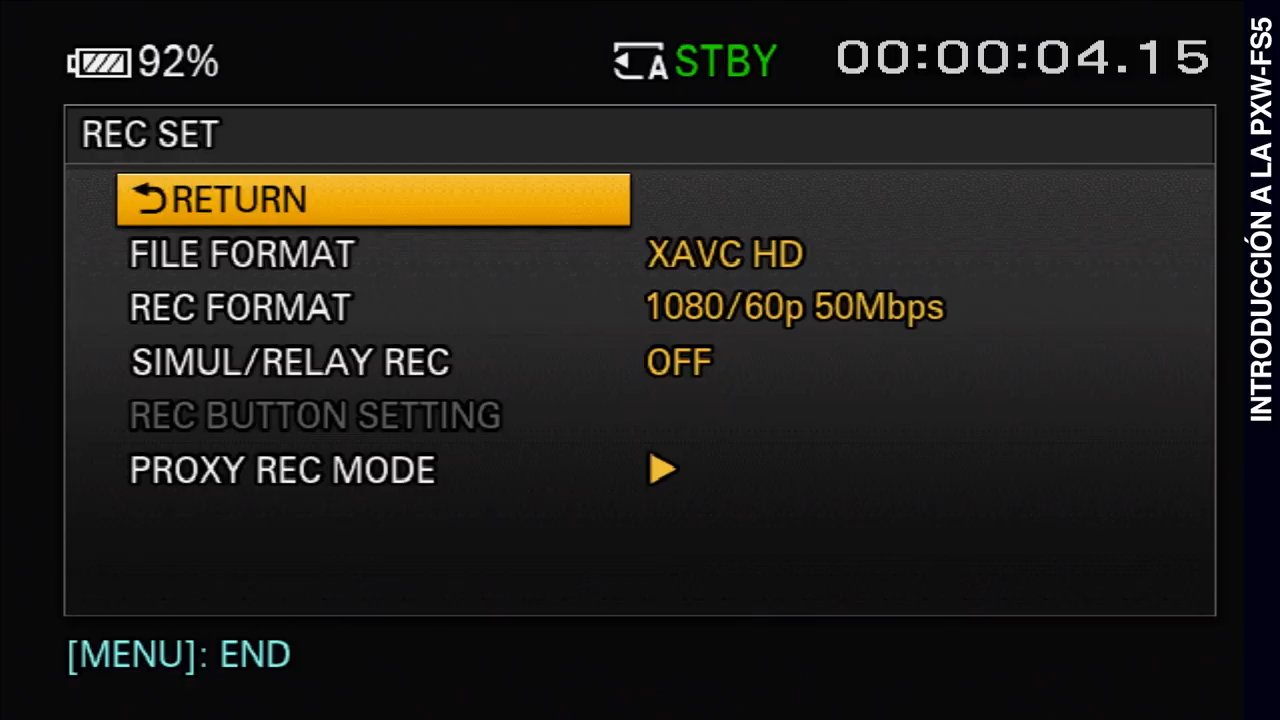 92%
A STBY 00:00:04.15
REC SET
RETURN
FILE FORMAT XAVC HD
REC FORMAT 1080/60p 50Mbps
SIMUL/RELAY REC OFF
REC BUTTON SETTING
PROXY REC MODE
[MENU]: END
INTRODUCCIÓN A LA PXW-FS5